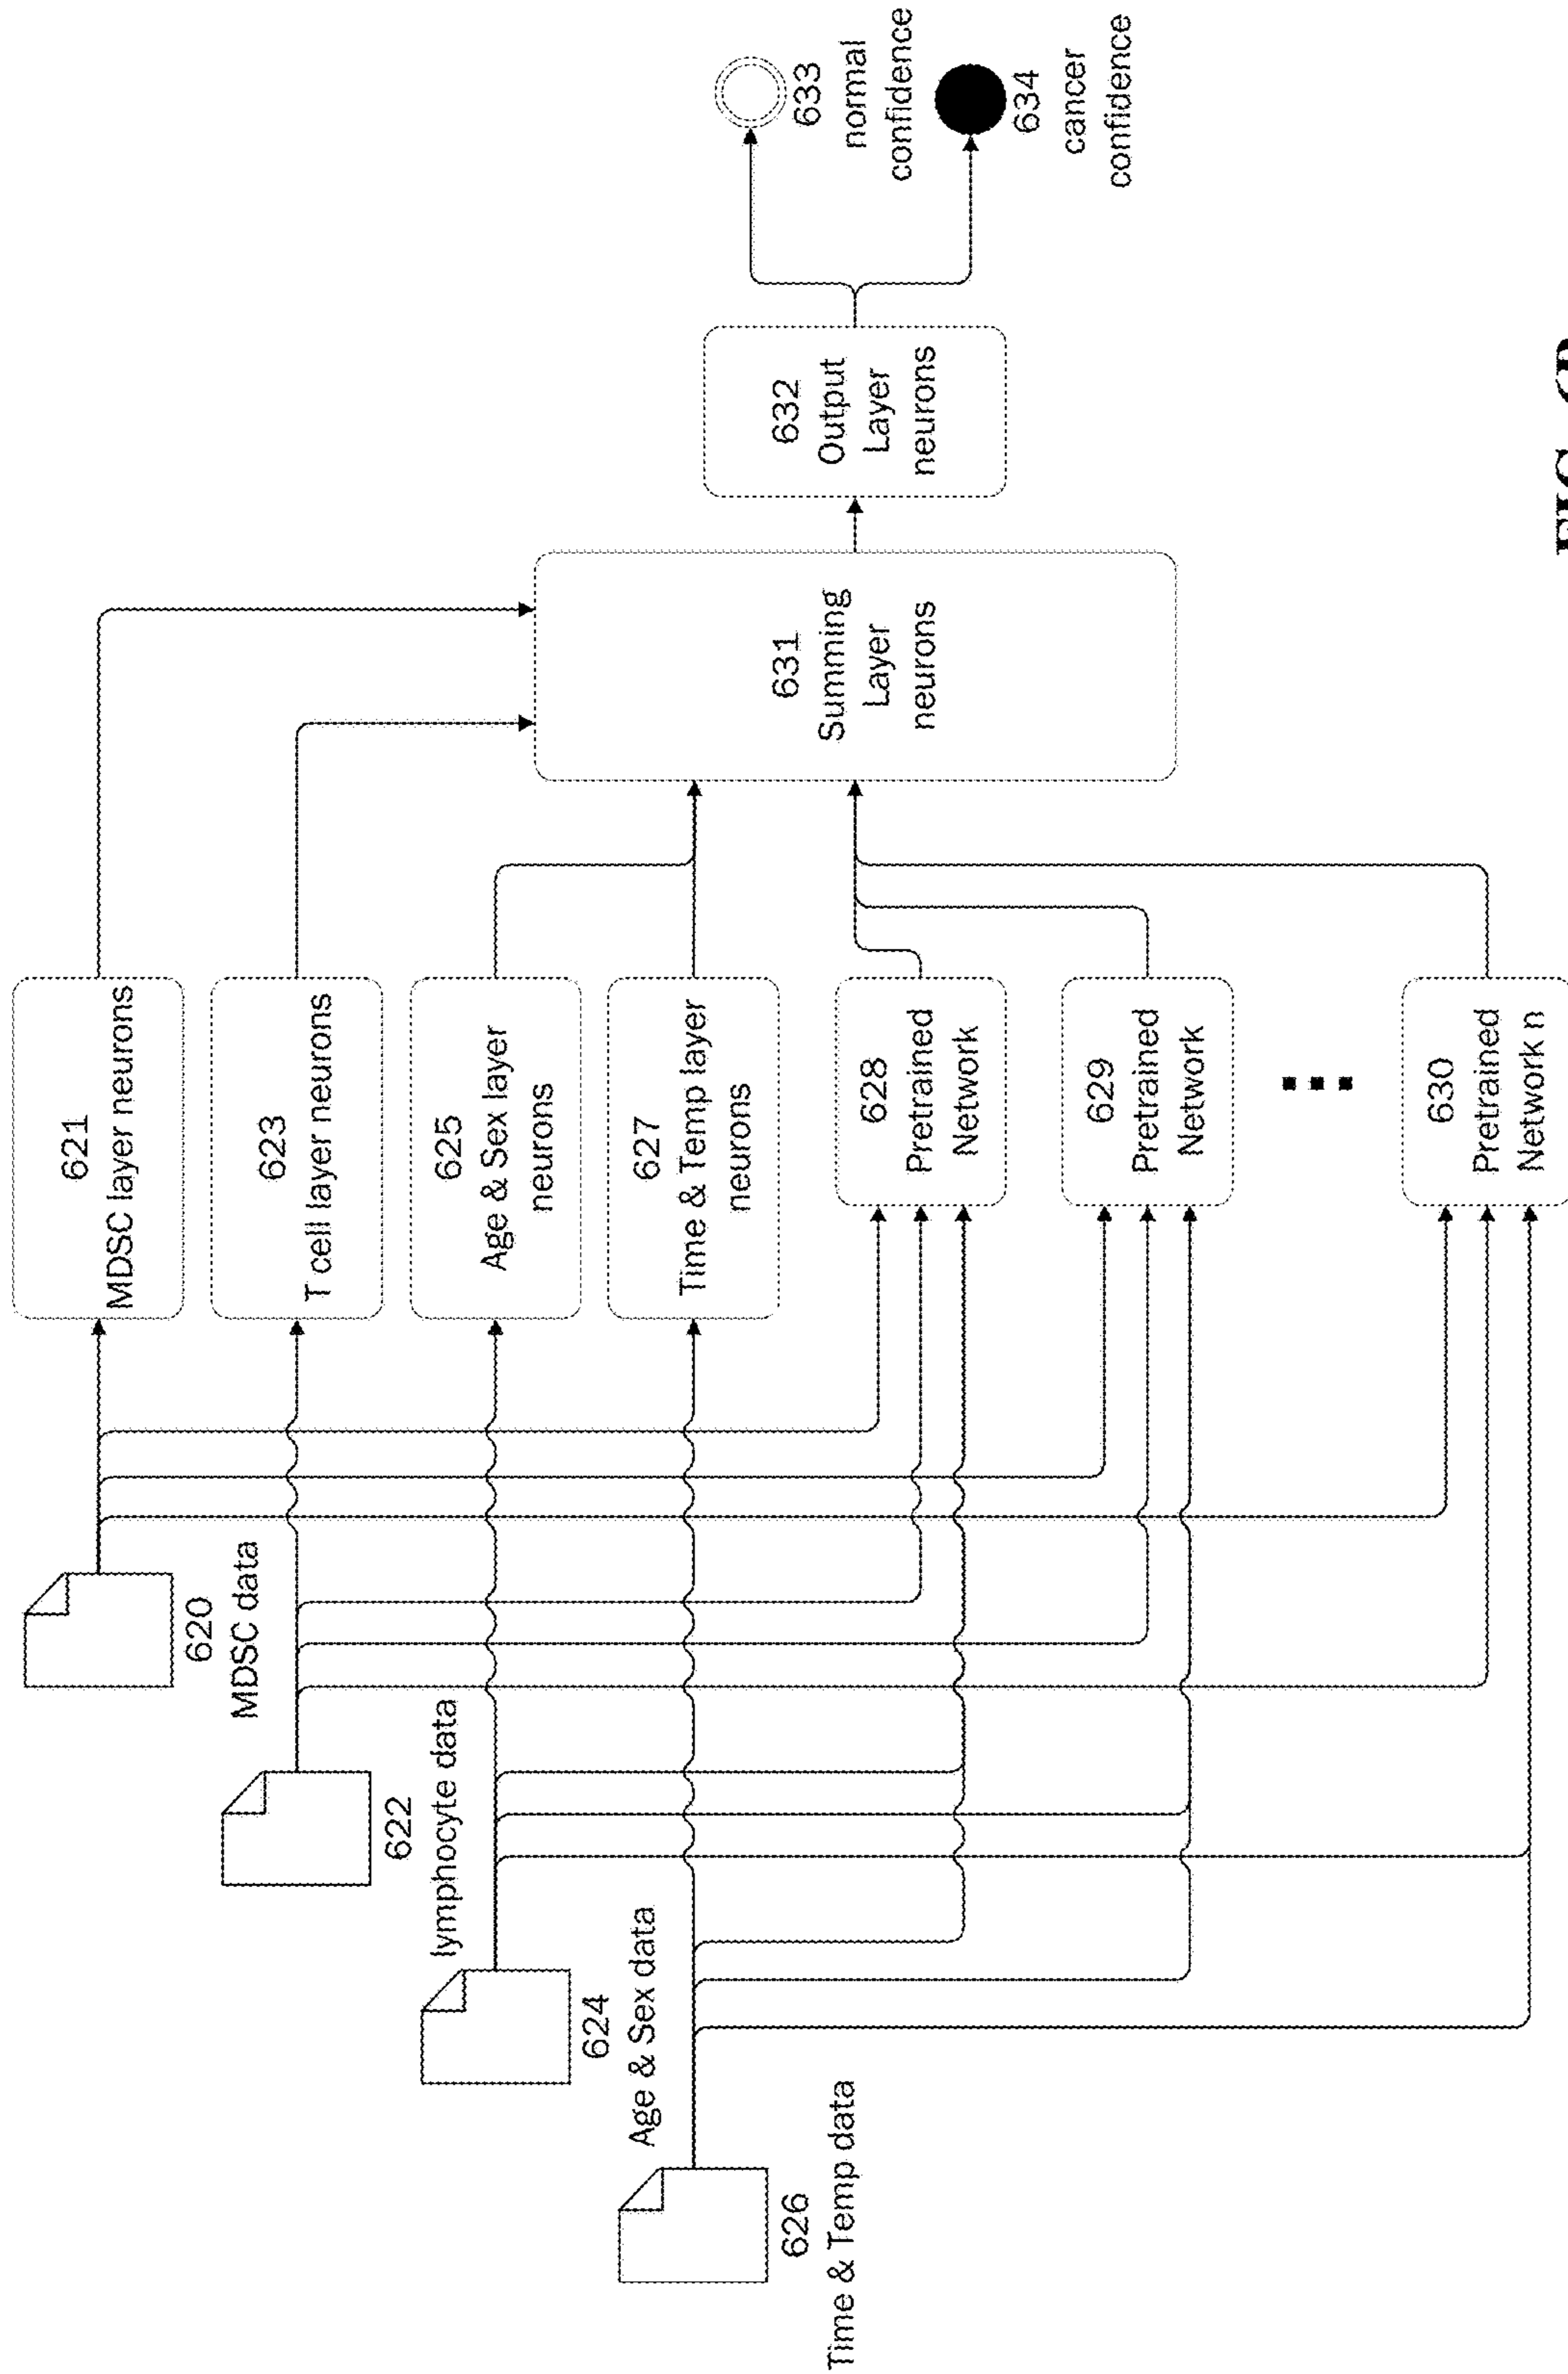 620
MDSC data
622
lymphocyte data
624
Age & Sex data
626
Time & Temp data
621
MDSC layer neurons
623
T cell layer neurons
625
Age & Sex layer
neurons
627
Time & Temp layer
neurons
628
Pretrained
Network
629
Pretrained
Network
630
Pretrained
Network n
631
Summing
Layer
neurons
632
Output
Layer
neurons
633
normal
confidence
634
cancer
confidence